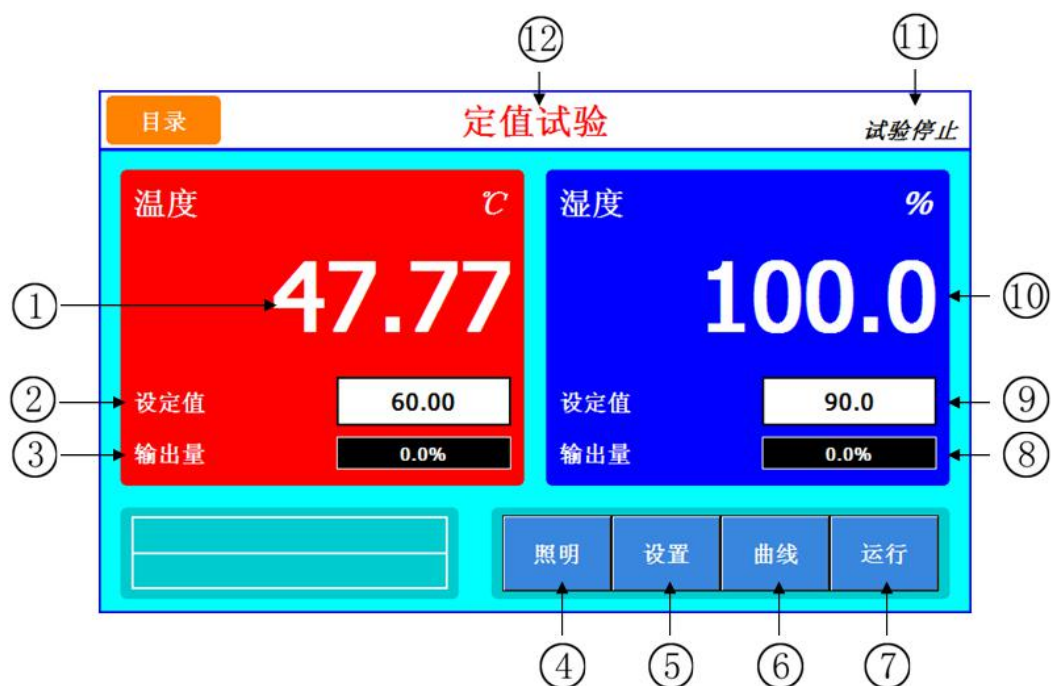 ⑫ ⑪
目录 定值试验 试验停止
温度 ℃ 湿度 %
① 47.77 100.0 ⑩
② 设定值 60.00 设定值 90.0 ⑨
③ 输出量 0.0% 输出量 0.0% ⑧
照明 设置 曲线 运行
④ ⑤ ⑥ ⑦